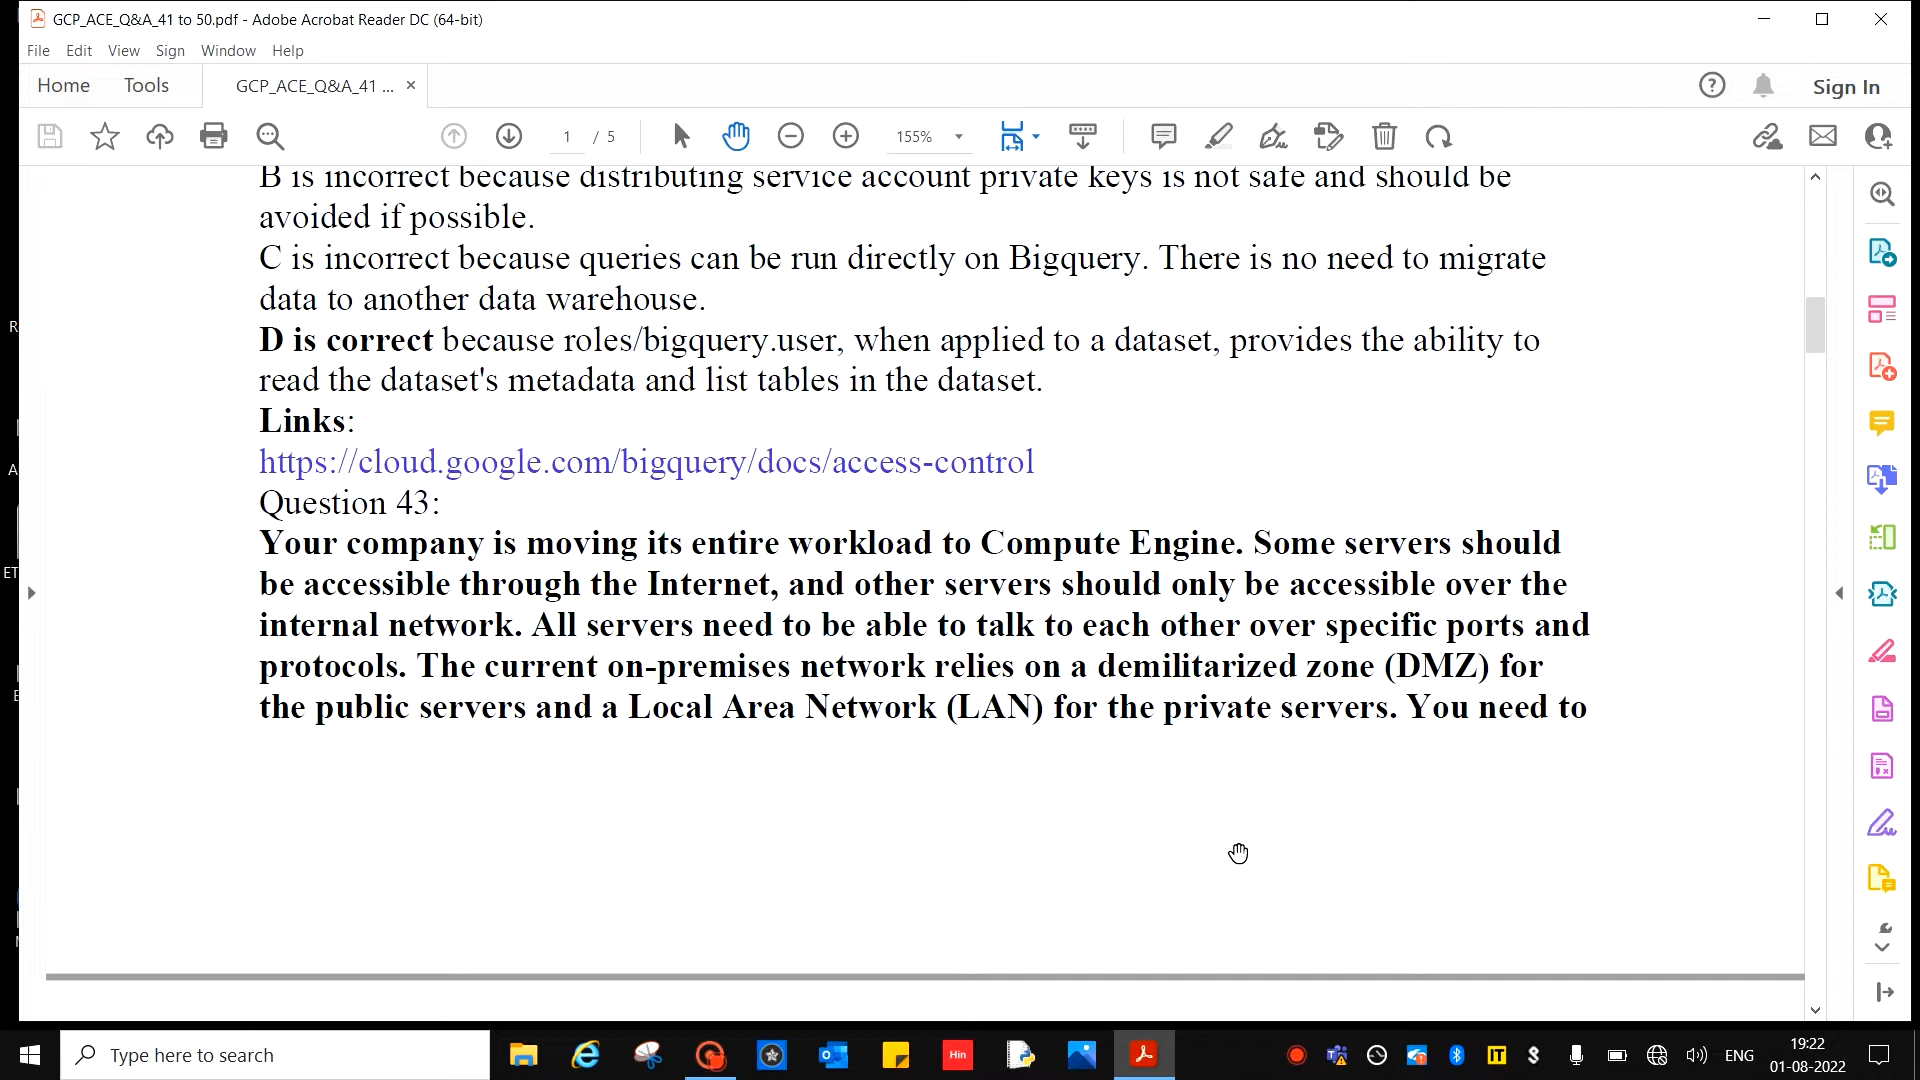 GCP_ACE_Q&A_41 to 50.pdf - Adobe Acrobat Reader DC (64-bit)
File Edit View Sign Window Help
Home Tools GCP_ACE_Q&A_41 ... × Sign In
1 / 5 155%
B is incorrect because distributing service account private keys is not safe and should be
avoided if possible.
C is incorrect because queries can be run directly on Bigquery. There is no need to migrate
data to another data warehouse.
D is correct because roles/bigquery.user, when applied to a dataset, provides the ability to
read the dataset's metadata and list tables in the dataset.
Links:
https://cloud.google.com/bigquery/docs/access-control
Question 43:
Your company is moving its entire workload to Compute Engine. Some servers should
be accessible through the Internet, and other servers should only be accessible over the
internal network. All servers need to be able to talk to each other over specific ports and
protocols. The current on-premises network relies on a demilitarized zone (DMZ) for
the public servers and a Local Area Network (LAN) for the private servers. You need to
R
A
ET
Type here to search
Hin
IT
ENG
19:22
01-08-2022